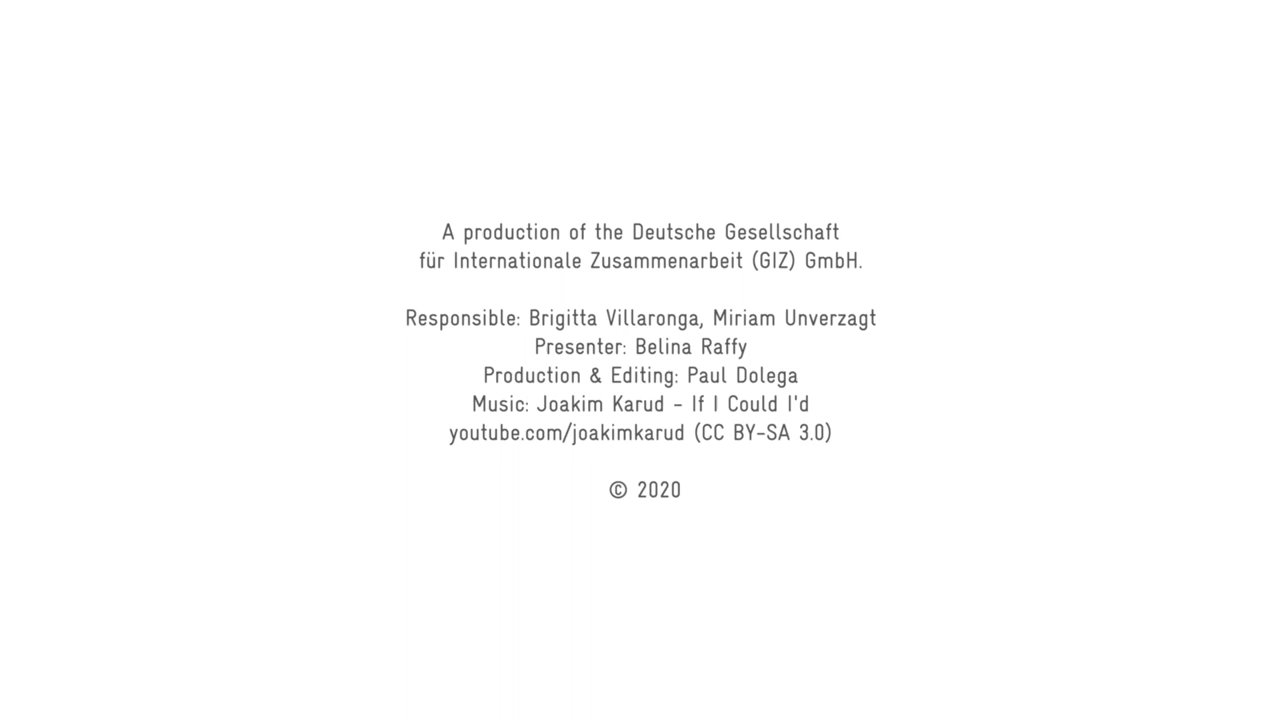 A production of the Deutsche Gesellschaft
für Internationale Zusammenarbeit (GIZ) GmbH.
Responsible: Brigitta Villaronga, Miriam Unverzagt
Presenter: Belina Raffy
Production & Editing: Paul Dolega
Music: Joakim Karud - If I Could I'd
youtube.com/joakimkarud (CC BY-SA 3.0)
© 2020